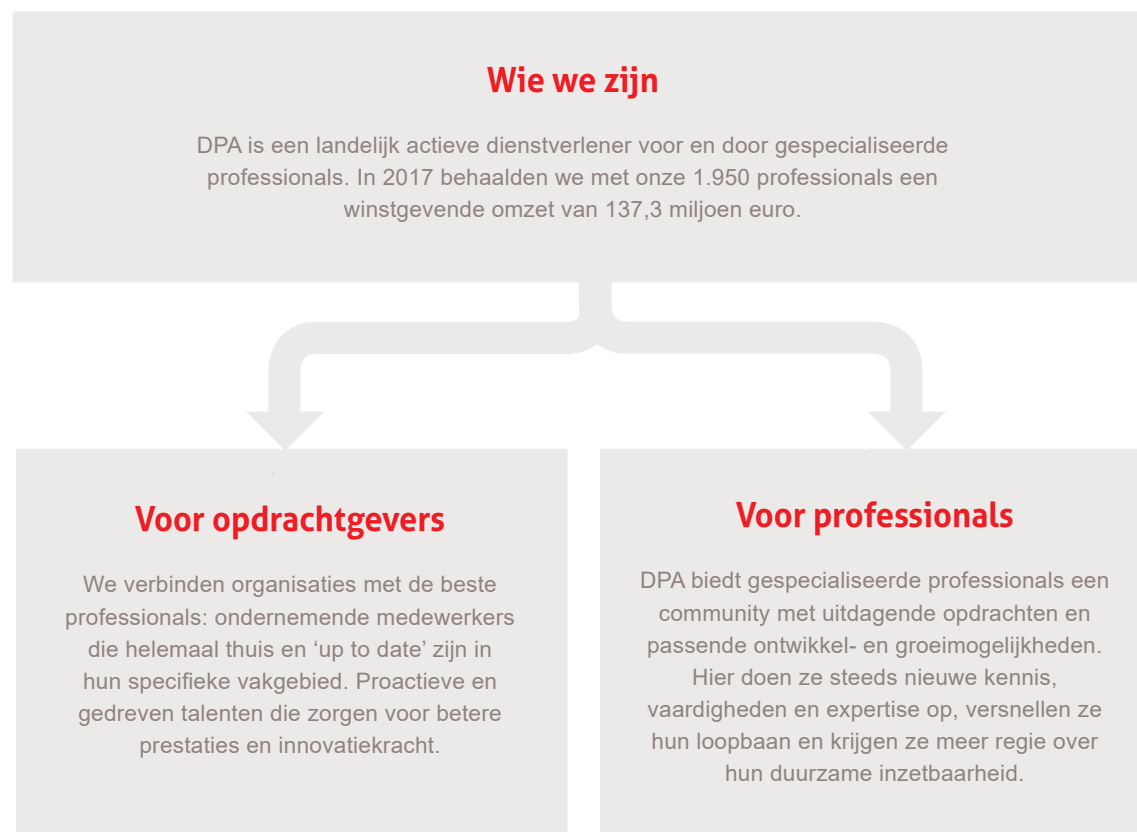 Wie we zijn
DPA is een landelijk actieve dienstverlener voor en door gespecialiseerde
professionals. In 2017 behaalden we met onze 1.950 professionals een
winstgevende omzet van 137,3 miljoen euro.
Voor opdrachtgevers
We verbinden organisaties met de beste
professionals: ondernemende medewerkers
die helemaal thuis en ‘up to date’ zijn in
hun specifieke vakgebied. Proactieve en
gedreven talenten die zorgen voor betere
prestaties en innovatiekracht.
Voor professionals
DPA biedt gespecialiseerde professionals een
community met uitdagende opdrachten en
passende ontwikkel- en groeimogelijkheden.
Hier doen ze steeds nieuwe kennis,
vaardigheden en expertise op, versnellen ze
hun loopbaan en krijgen ze meer regie over
hun duurzame inzetbaarheid.